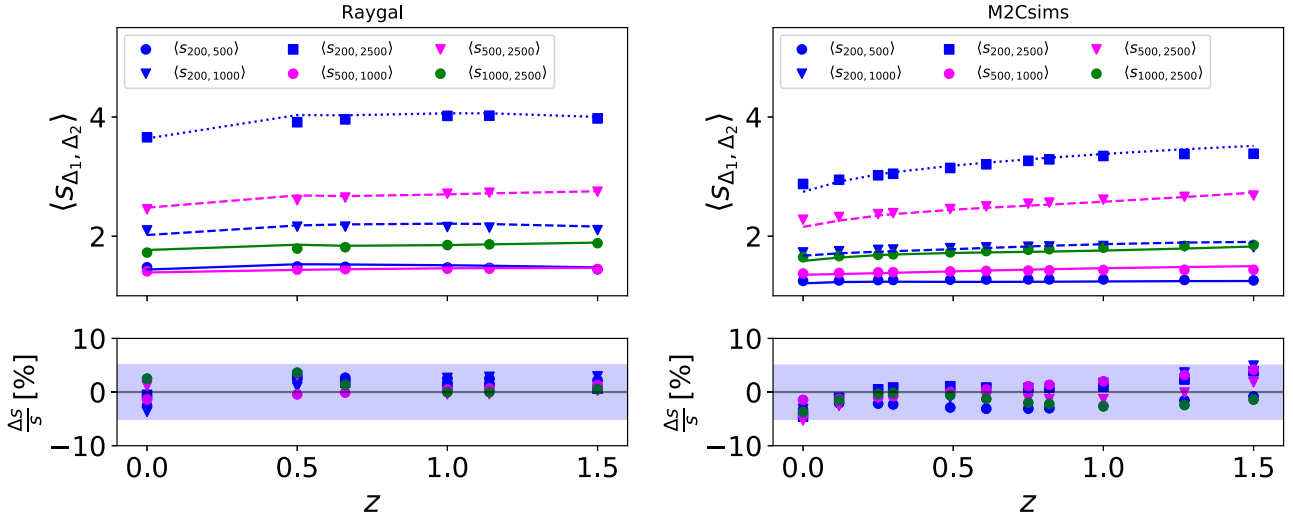 Raygal
⟨s200, 500⟩ ⟨s200, 2500⟩ ⟨s500, 2500⟩
⟨s200, 1000⟩ ⟨s500, 1000⟩ ⟨s1000, 2500⟩
4
2
⟨sΔ1, Δ2⟩
10
0
−10
Δs/s [%]
0.0 0.5 1.0 1.5
z
M2Csims
⟨s200, 500⟩ ⟨s200, 2500⟩ ⟨s500, 2500⟩
⟨s200, 1000⟩ ⟨s500, 1000⟩ ⟨s1000, 2500⟩
4
2
⟨sΔ1, Δ2⟩
10
0
−10
Δs/s [%]
0.0 0.5 1.0 1.5
z